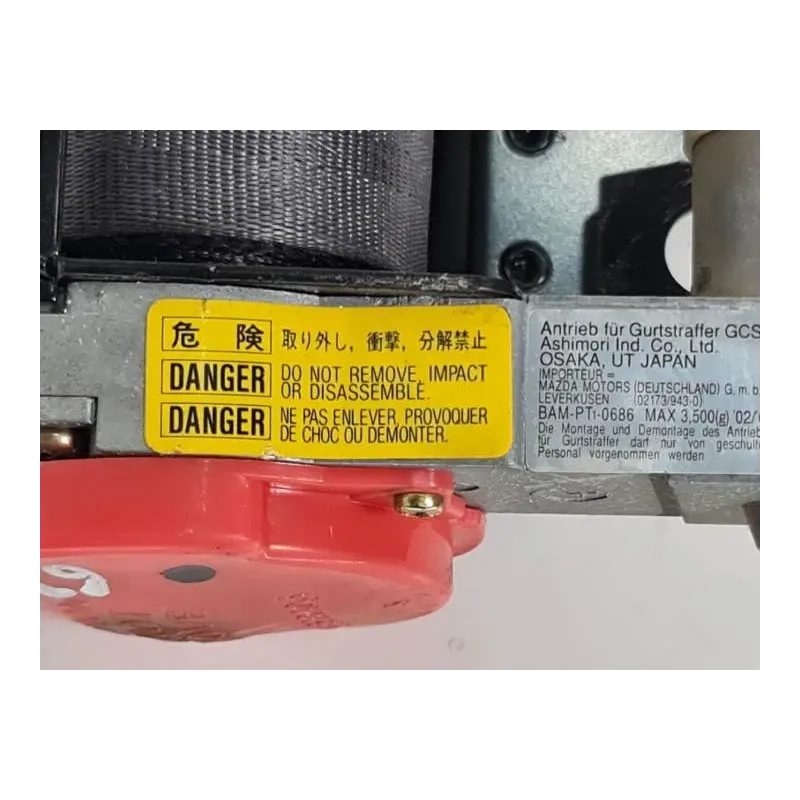 危険 取り外し，衝撃，分解禁止
DANGER DO NOT REMOVE, IMPACT
OR DISASSEMBLE.
DANGER NE PAS ENLEVER, PROVOQUER
DE CHOC OU DEMONTER.
Antrieb für Gurtstraffer GCS
Ashimori Ind. Co., Ltd.
OSAKA, UT JAPAN
IMPORTEUR=
MAZDA MOTORS (DEUTSCHLAND) G.m.b.
LEVERKUSEN (02173/943-0)
BAM-PT1-0686 MAX 3,500(g) '02/
Die Montage und Demontage des Antrieb
für Gurtstraffer darf nur von geschult
Personal vorgenommen werden